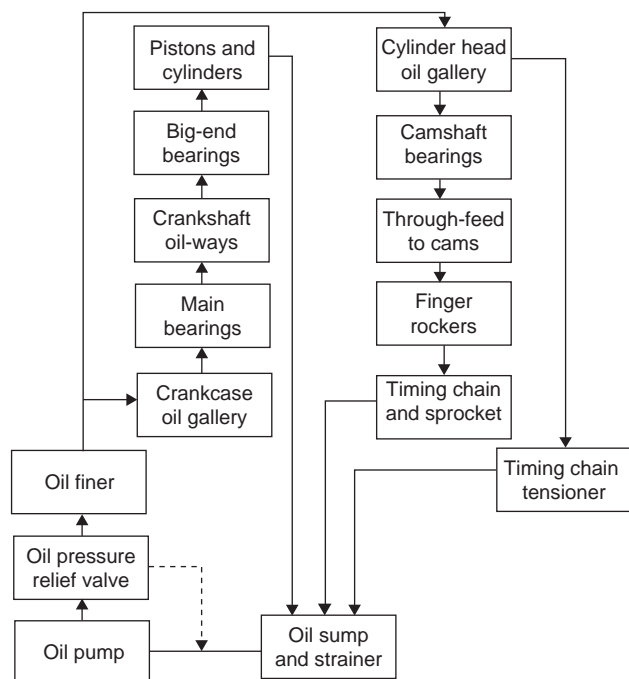 Pistons and
cylinders
Big-end
bearings
Crankshaft
oil-ways
Main
bearings
Crankcase
oil gallery
Oil finer
Oil pressure
relief valve
Oil pump
Oil sump
and strainer
Cylinder head
oil gallery
Camshaft
bearings
Through-feed
to cams
Finger
rockers
Timing chain
and sprocket
Timing chain
tensioner